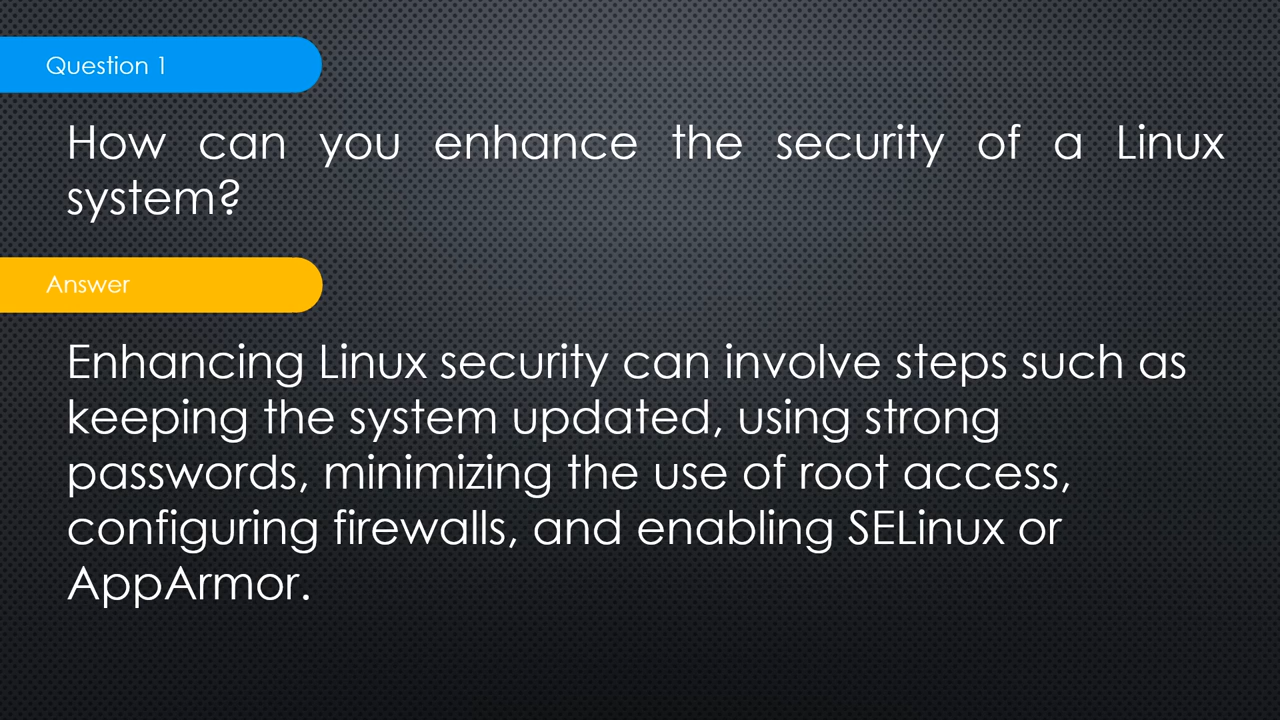 Question 1
How can you enhance the security of a Linux
system?
Answer
Enhancing Linux security can involve steps such as
keeping the system updated, using strong
passwords, minimizing the use of root access,
configuring firewalls, and enabling SELinux or
AppArmor.